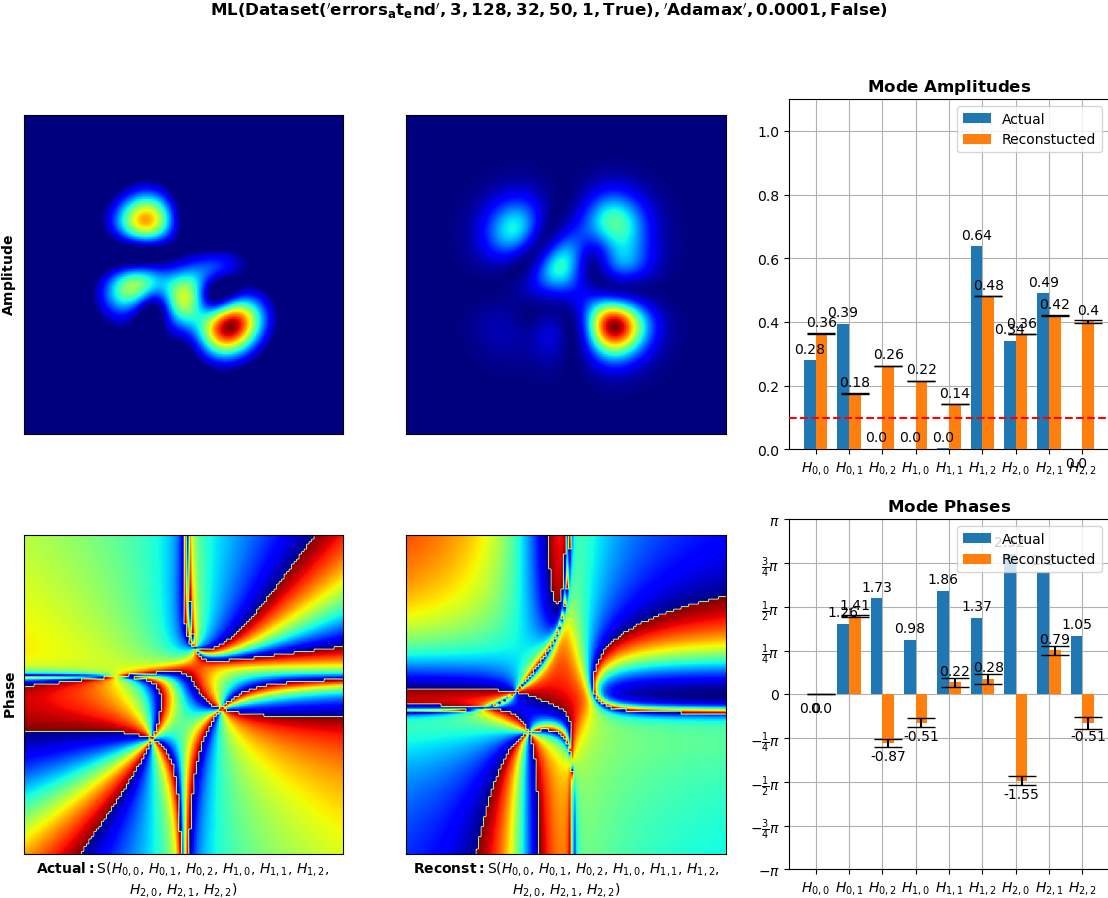 ML(Dataset('errors_at_end', 3, 128, 32, 50, 1, True), 'Adamax', 0.0001, False)
Amplitude
Mode Amplitudes
Actual
Reconstucted
1.0
0.8
0.6
0.4
0.2
0.0
0.28
0.36
0.39
0.18
0.0
0.26
0.0
0.22
0.0
0.14
0.64
0.48
0.34
0.36
0.49
0.42
0.0
0.4
H0,0 H0,1 H0,2 H1,0 H1,1 H1,2 H2,0 H2,1 H2,2
Phase
Actual: S(H0,0, H0,1, H0,2, H1,0, H1,1, H1,2,
H2,0, H2,1, H2,2)
Reconst: S(H0,0, H0,1, H0,2, H1,0, H1,1, H1,2,
H2,0, H2,1, H2,2)
Mode Phases
Actual
Reconstucted
π
3/4π
1/2π
1/4π
0
−1/4π
−1/2π
−3/4π
−π
0.0
0.0
1.26
1.41
1.73
-0.87
0.98
-0.51
1.86
0.22
1.37
0.28
-1.55
0.79
1.05
-0.51
H0,0 H0,1 H0,2 H1,0 H1,1 H1,2 H2,0 H2,1 H2,2